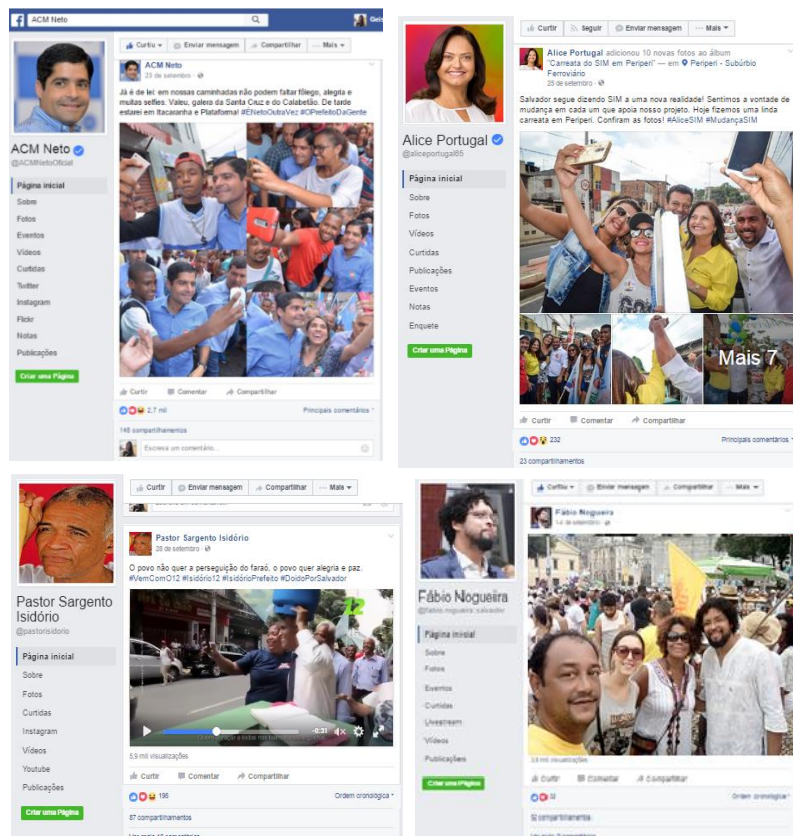 ACM Neto
Geis
Curtiu
Enviar mensagem
Compartilhar
Mais
ACM Neto
23 de setembro
Já é de lei: em nossas caminhadas não podem faltar fôlego, alegria e
muitas selfies. Valeu, galera da Santa Cruz e do Calabetão. De tarde
estarei em Itacaranha e Plataforma! #ENetoOutraVez #OPrefeitoDaGente
ACM Neto
@ACMNetoOficial
Página inicial
Sobre
Fotos
Eventos
Vídeos
Curtidas
Twitter
Instagram
Flickr
Notas
Publicações
Criar uma Página
Curtir
Comentar
Compartilhar
2,7 mil
Principais comentários
148 compartilhamentos
Escreva um comentário...
Curtir
Seguir
Enviar mensagem
Mais
Alice Portugal adicionou 10 novas fotos ao álbum
"Carreata do SIM em Periperi" — em Periperi - Subúrbio
Ferroviário
25 de setembro
Salvador segue dizendo SIM a uma nova realidade! Sentimos a vontade de
mudança em cada um que apoia nosso projeto. Hoje fizemos uma linda
carreata em Periperi. Confiram as fotos! #AliceSIM #MudançaSIM
Alice Portugal
@aliceportugal65
Página inicial
Sobre
Fotos
Vídeos
Curtidas
Publicações
Eventos
Notas
Enquete
Criar uma Página
Mais 7
Curtir
Comentar
Compartilhar
232
Principais comentários
23 compartilhamentos
Curtir
Enviar mensagem
Compartilhar
Mais
Pastor Sargento Isidório
28 de setembro
O povo não quer a perseguição do faraó, o povo quer alegria e paz.
#VemComO12 #Isidório12 #IsidórioPrefeito #DoidoPorSalvador
Pastor Sargento
Isidório
@pastorisidorio
Página inicial
Sobre
Fotos
Curtidas
Instagram
Vídeos
Youtube
Publicações
Criar uma Página
12
-0:31
5,9 mil visualizações
Curtir
Comentar
Compartilhar
195
Ordem cronológica
87 compartilhamentos
Curtiu
Enviar mensagem
Compartilhar
Mais
Fábio Nogueira
de setembro
Fábio Nogueira
Página inicial
Sobre
Fotos
Eventos
Curtidas
Livestream
Vídeos
Publicações
Criar uma Página
visualizações
Curtir
Comentar
Compartilhar
Ordem cronológica
compartilhamentos